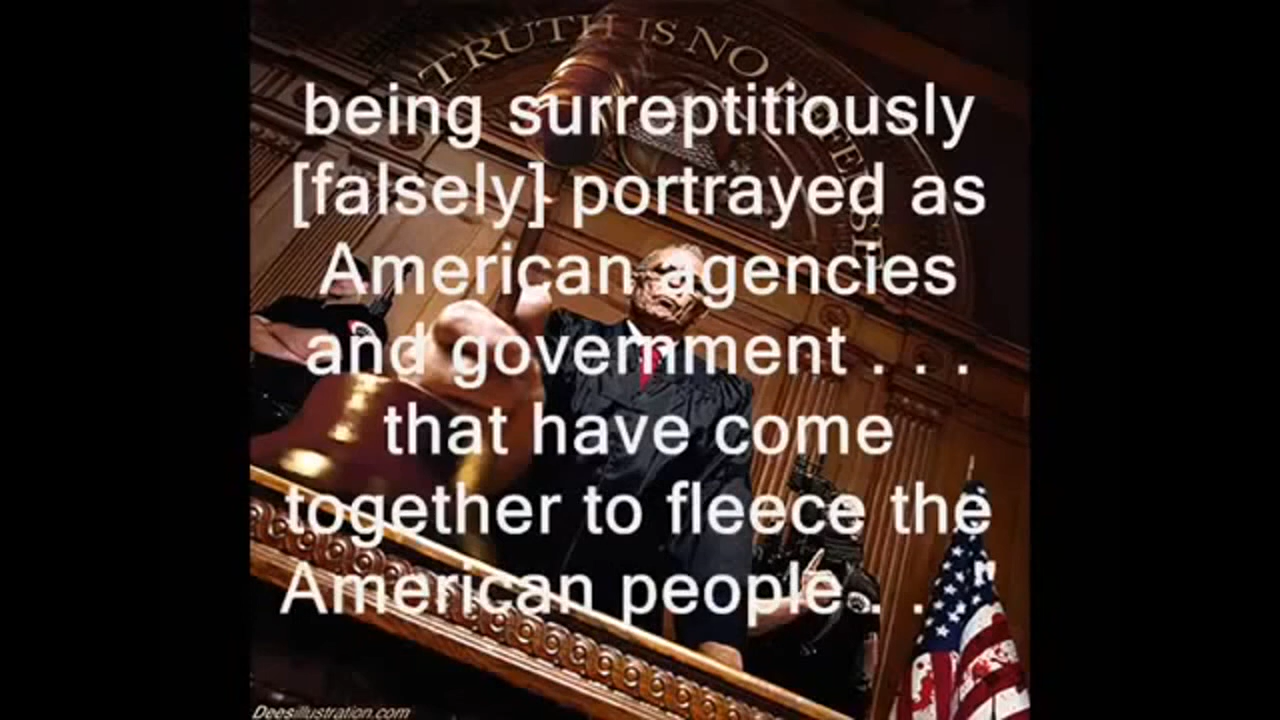 TRUTH IS NO DEFENSE
being surreptitiously
[falsely] portrayed as
American agencies
and government . . .
that have come
together to fleece the
American people . . "
Deesillustration.com